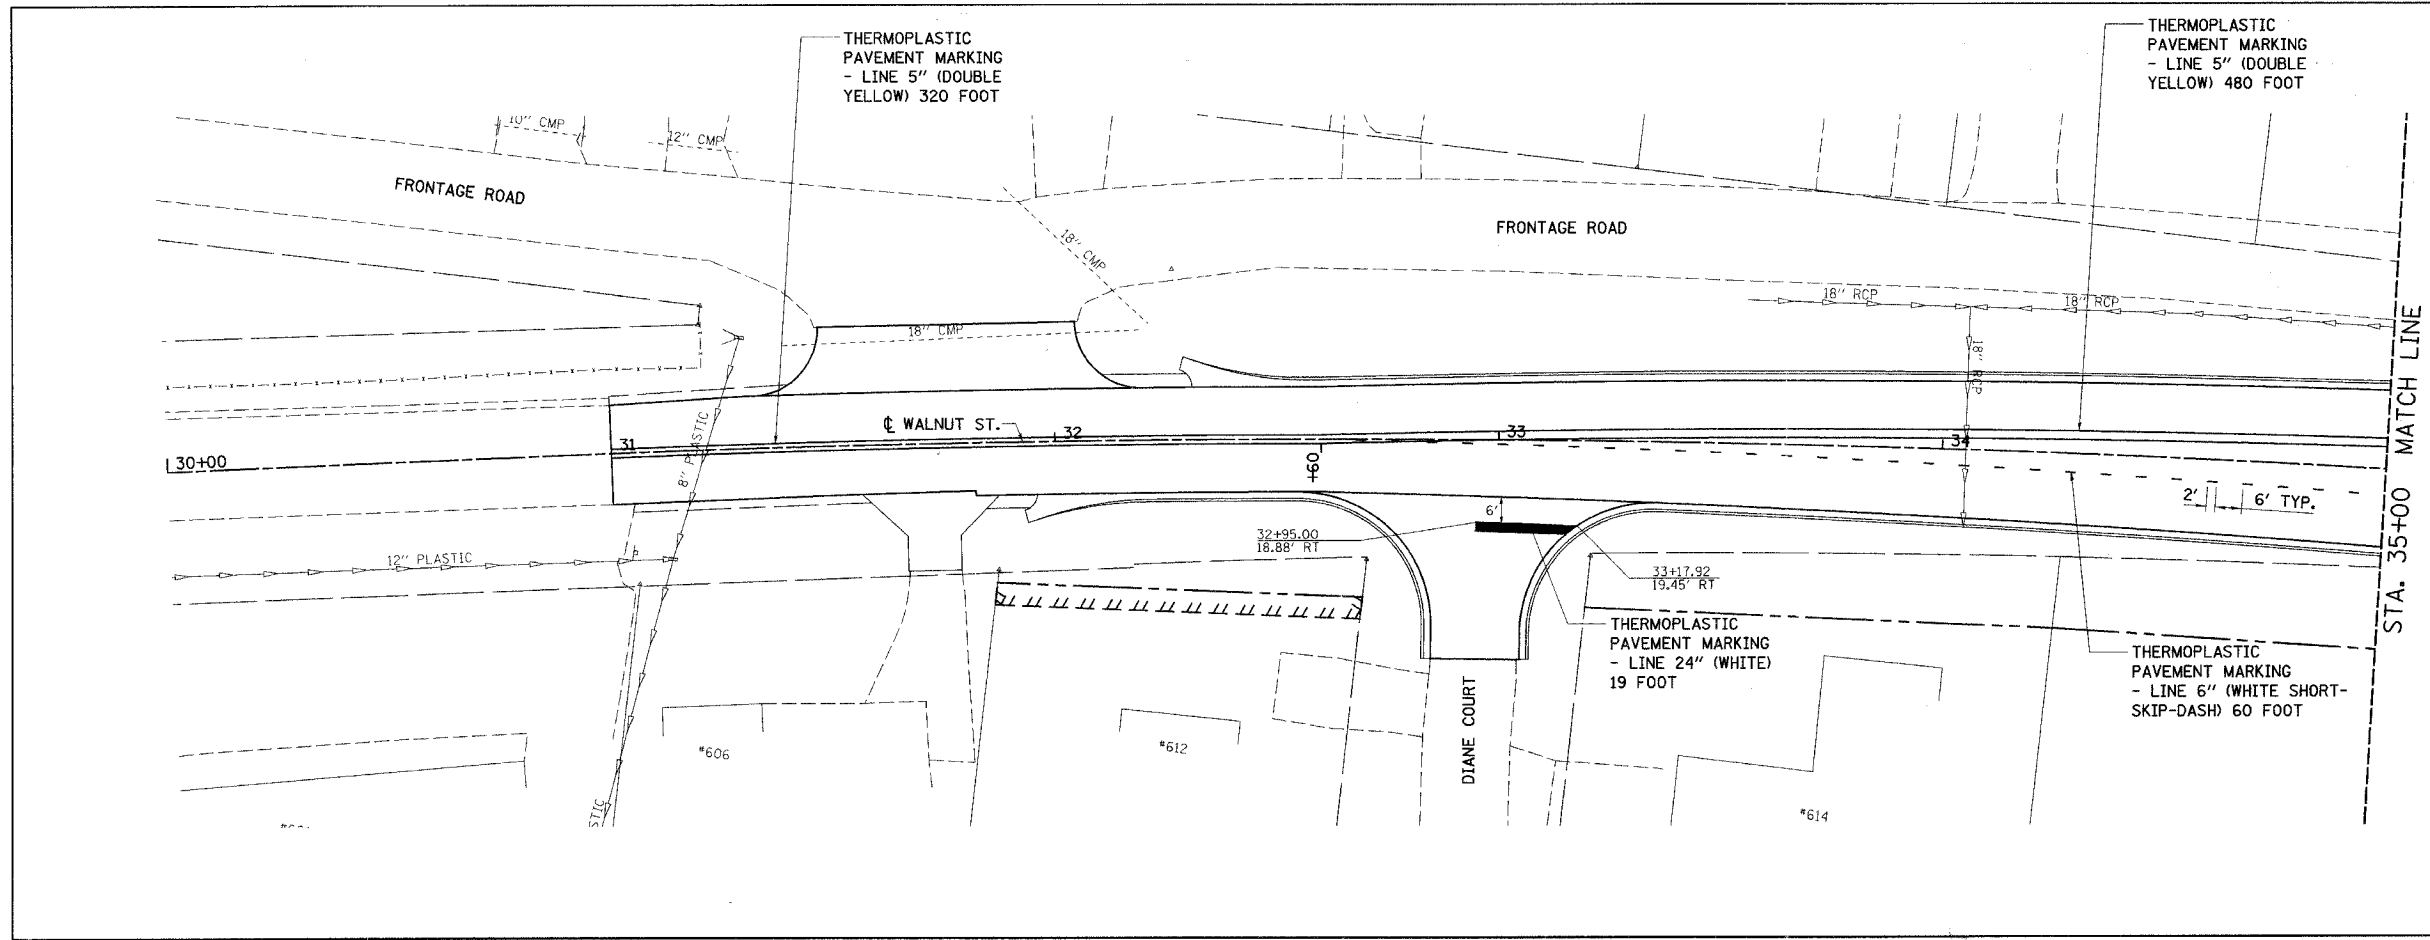 THERMOPLASTIC
PAVEMENT MARKING
- LINE 5" (DOUBLE
YELLOW) 320 FOOT
THERMOPLASTIC
PAVEMENT MARKING
- LINE 5" (DOUBLE
YELLOW) 480 FOOT
10" CMP
12" CMP
FRONTAGE ROAD
FRONTAGE ROAD
18" CMP
18" RCP
18" RCP
18" CMP
18" RCP
8" PLASTIC
℄ WALNUT ST.
30+00
31
32
33
34
+60
2'
6' TYP.
6'
32+95.00
18.88' RT
12" PLASTIC
33+17.92
19.45' RT
THERMOPLASTIC
PAVEMENT MARKING
- LINE 24" (WHITE)
19 FOOT
THERMOPLASTIC
PAVEMENT MARKING
- LINE 6" (WHITE SHORT-
SKIP-DASH) 60 FOOT
STA. 35+00 MATCH LINE
DIANE COURT
#606
#612
#614
STIC